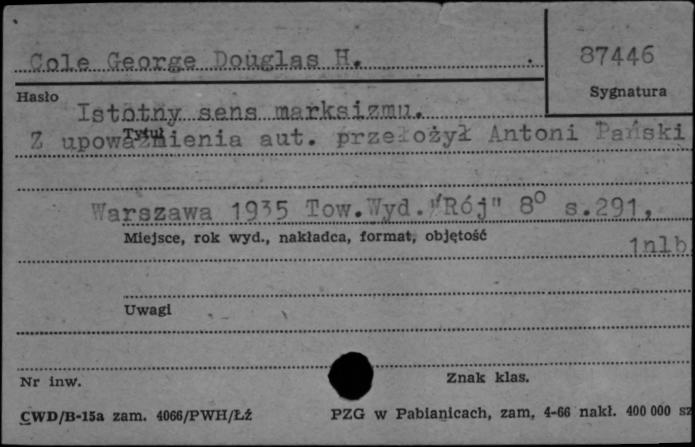 Cole George Douglas H.
87446
Hasło
Sygnatura
Istotny sens marksizmu.
Tytuł
Z upoważnienia aut. przełożył Antoni Pański
Warszawa 1935 Tow.Wyd."Rój" 8° s.291,
Miejsce, rok wyd., nakładca, format, objętość
1nlb
Uwagi
Nr inw.
Znak klas.
CWD/B-15a zam. 4066/PWH/Łź
PZG w Pabianicach, zam. 4-66 nakł. 400 000 sz